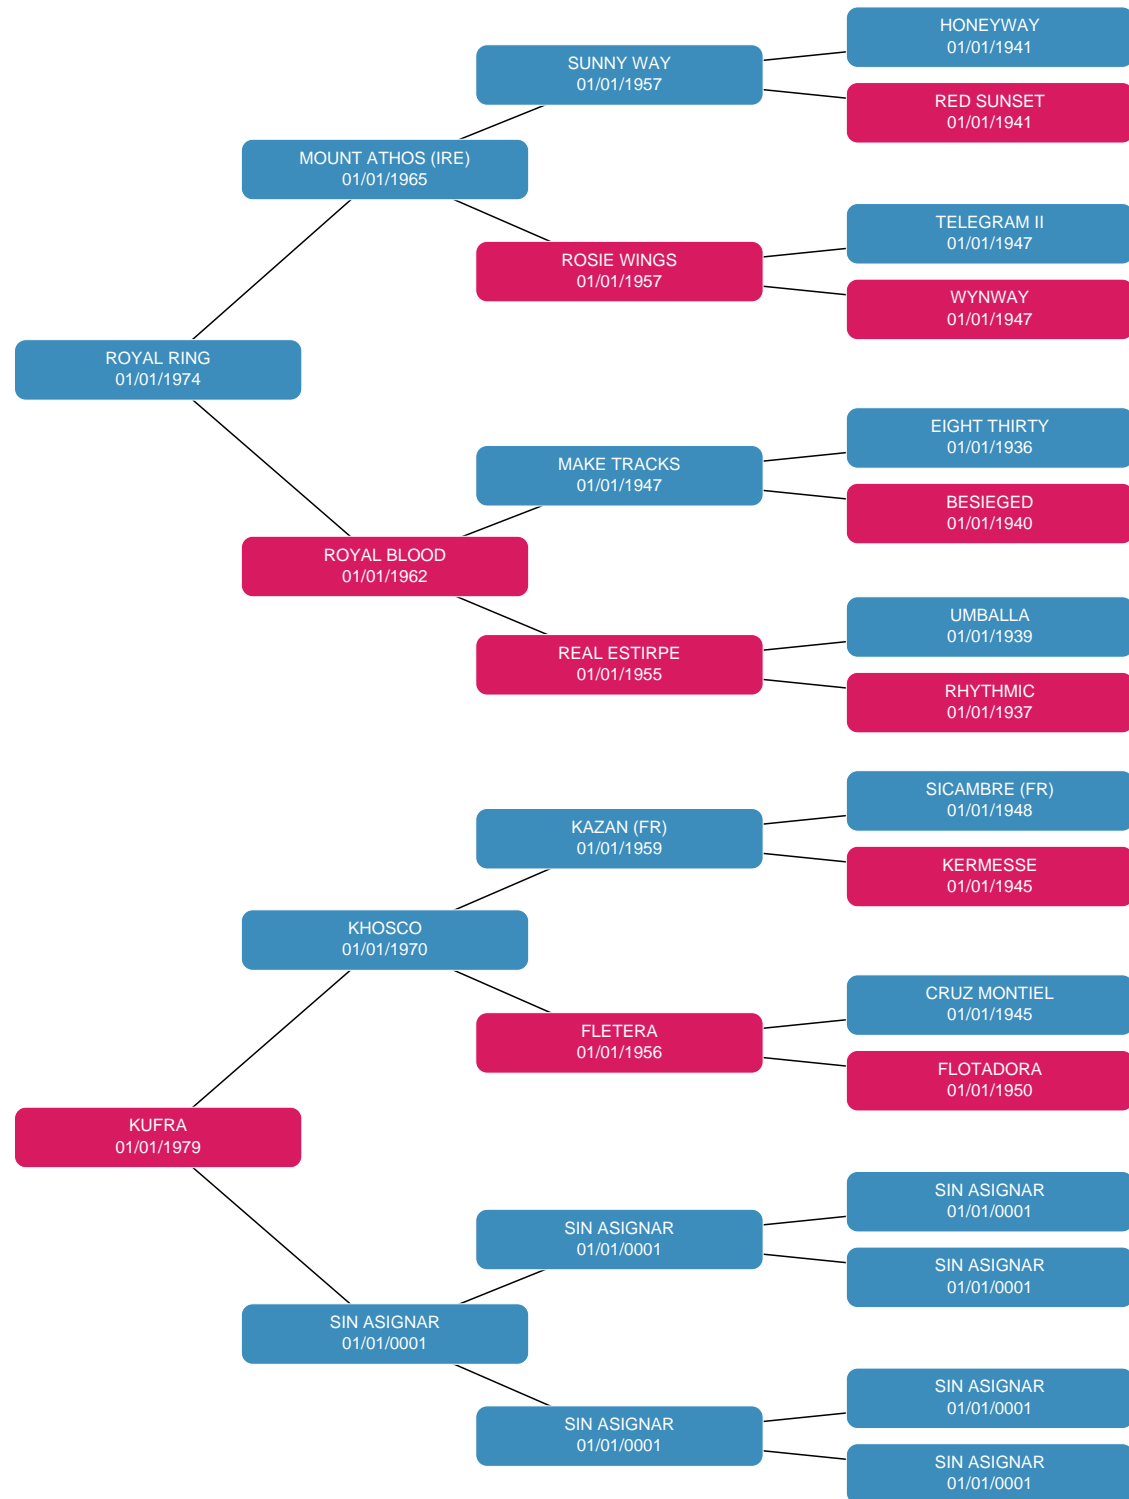 HONEYWAY
01/01/1941
SUNNY WAY
01/01/1957
RED SUNSET
01/01/1941
MOUNT ATHOS (IRE)
01/01/1965
TELEGRAM II
01/01/1947
ROSIE WINGS
01/01/1957
WYNWAY
01/01/1947
ROYAL RING
01/01/1974
EIGHT THIRTY
01/01/1936
MAKE TRACKS
01/01/1947
BESIEGED
01/01/1940
ROYAL BLOOD
01/01/1962
UMBALLA
01/01/1939
REAL ESTIRPE
01/01/1955
RHYTHMIC
01/01/1937
SICAMBRE (FR)
01/01/1948
KAZAN (FR)
01/01/1959
KERMESSE
01/01/1945
KHOSCO
01/01/1970
CRUZ MONTIEL
01/01/1945
FLETERA
01/01/1956
FLOTADORA
01/01/1950
KUFRA
01/01/1979
SIN ASIGNAR
01/01/0001
SIN ASIGNAR
01/01/0001
SIN ASIGNAR
01/01/0001
SIN ASIGNAR
01/01/0001
SIN ASIGNAR
01/01/0001
SIN ASIGNAR
01/01/0001
SIN ASIGNAR
01/01/0001